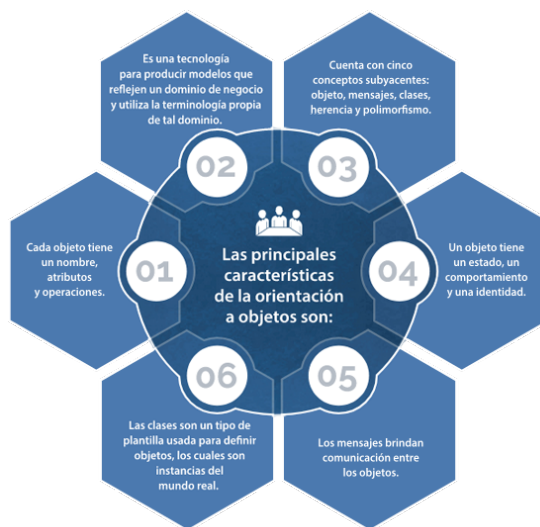 Las principales
características
de la orientación
a objetos son:
01
Cada objeto tiene
un nombre,
atributos
y operaciones.
02
Es una tecnología
para producir modelos que
reflejen un dominio de negocio
y utiliza la terminología propia
de tal dominio.
03
Cuenta con cinco
conceptos subyacentes:
objeto, mensajes, clases,
herencia y polimorfismo.
04
Un objeto tiene
un estado, un
comportamiento
y una identidad.
05
Los mensajes brindan
comunicación entre
los objetos.
06
Las clases son un tipo de
plantilla usada para definir
objetos, los cuales son
instancias del
mundo real.